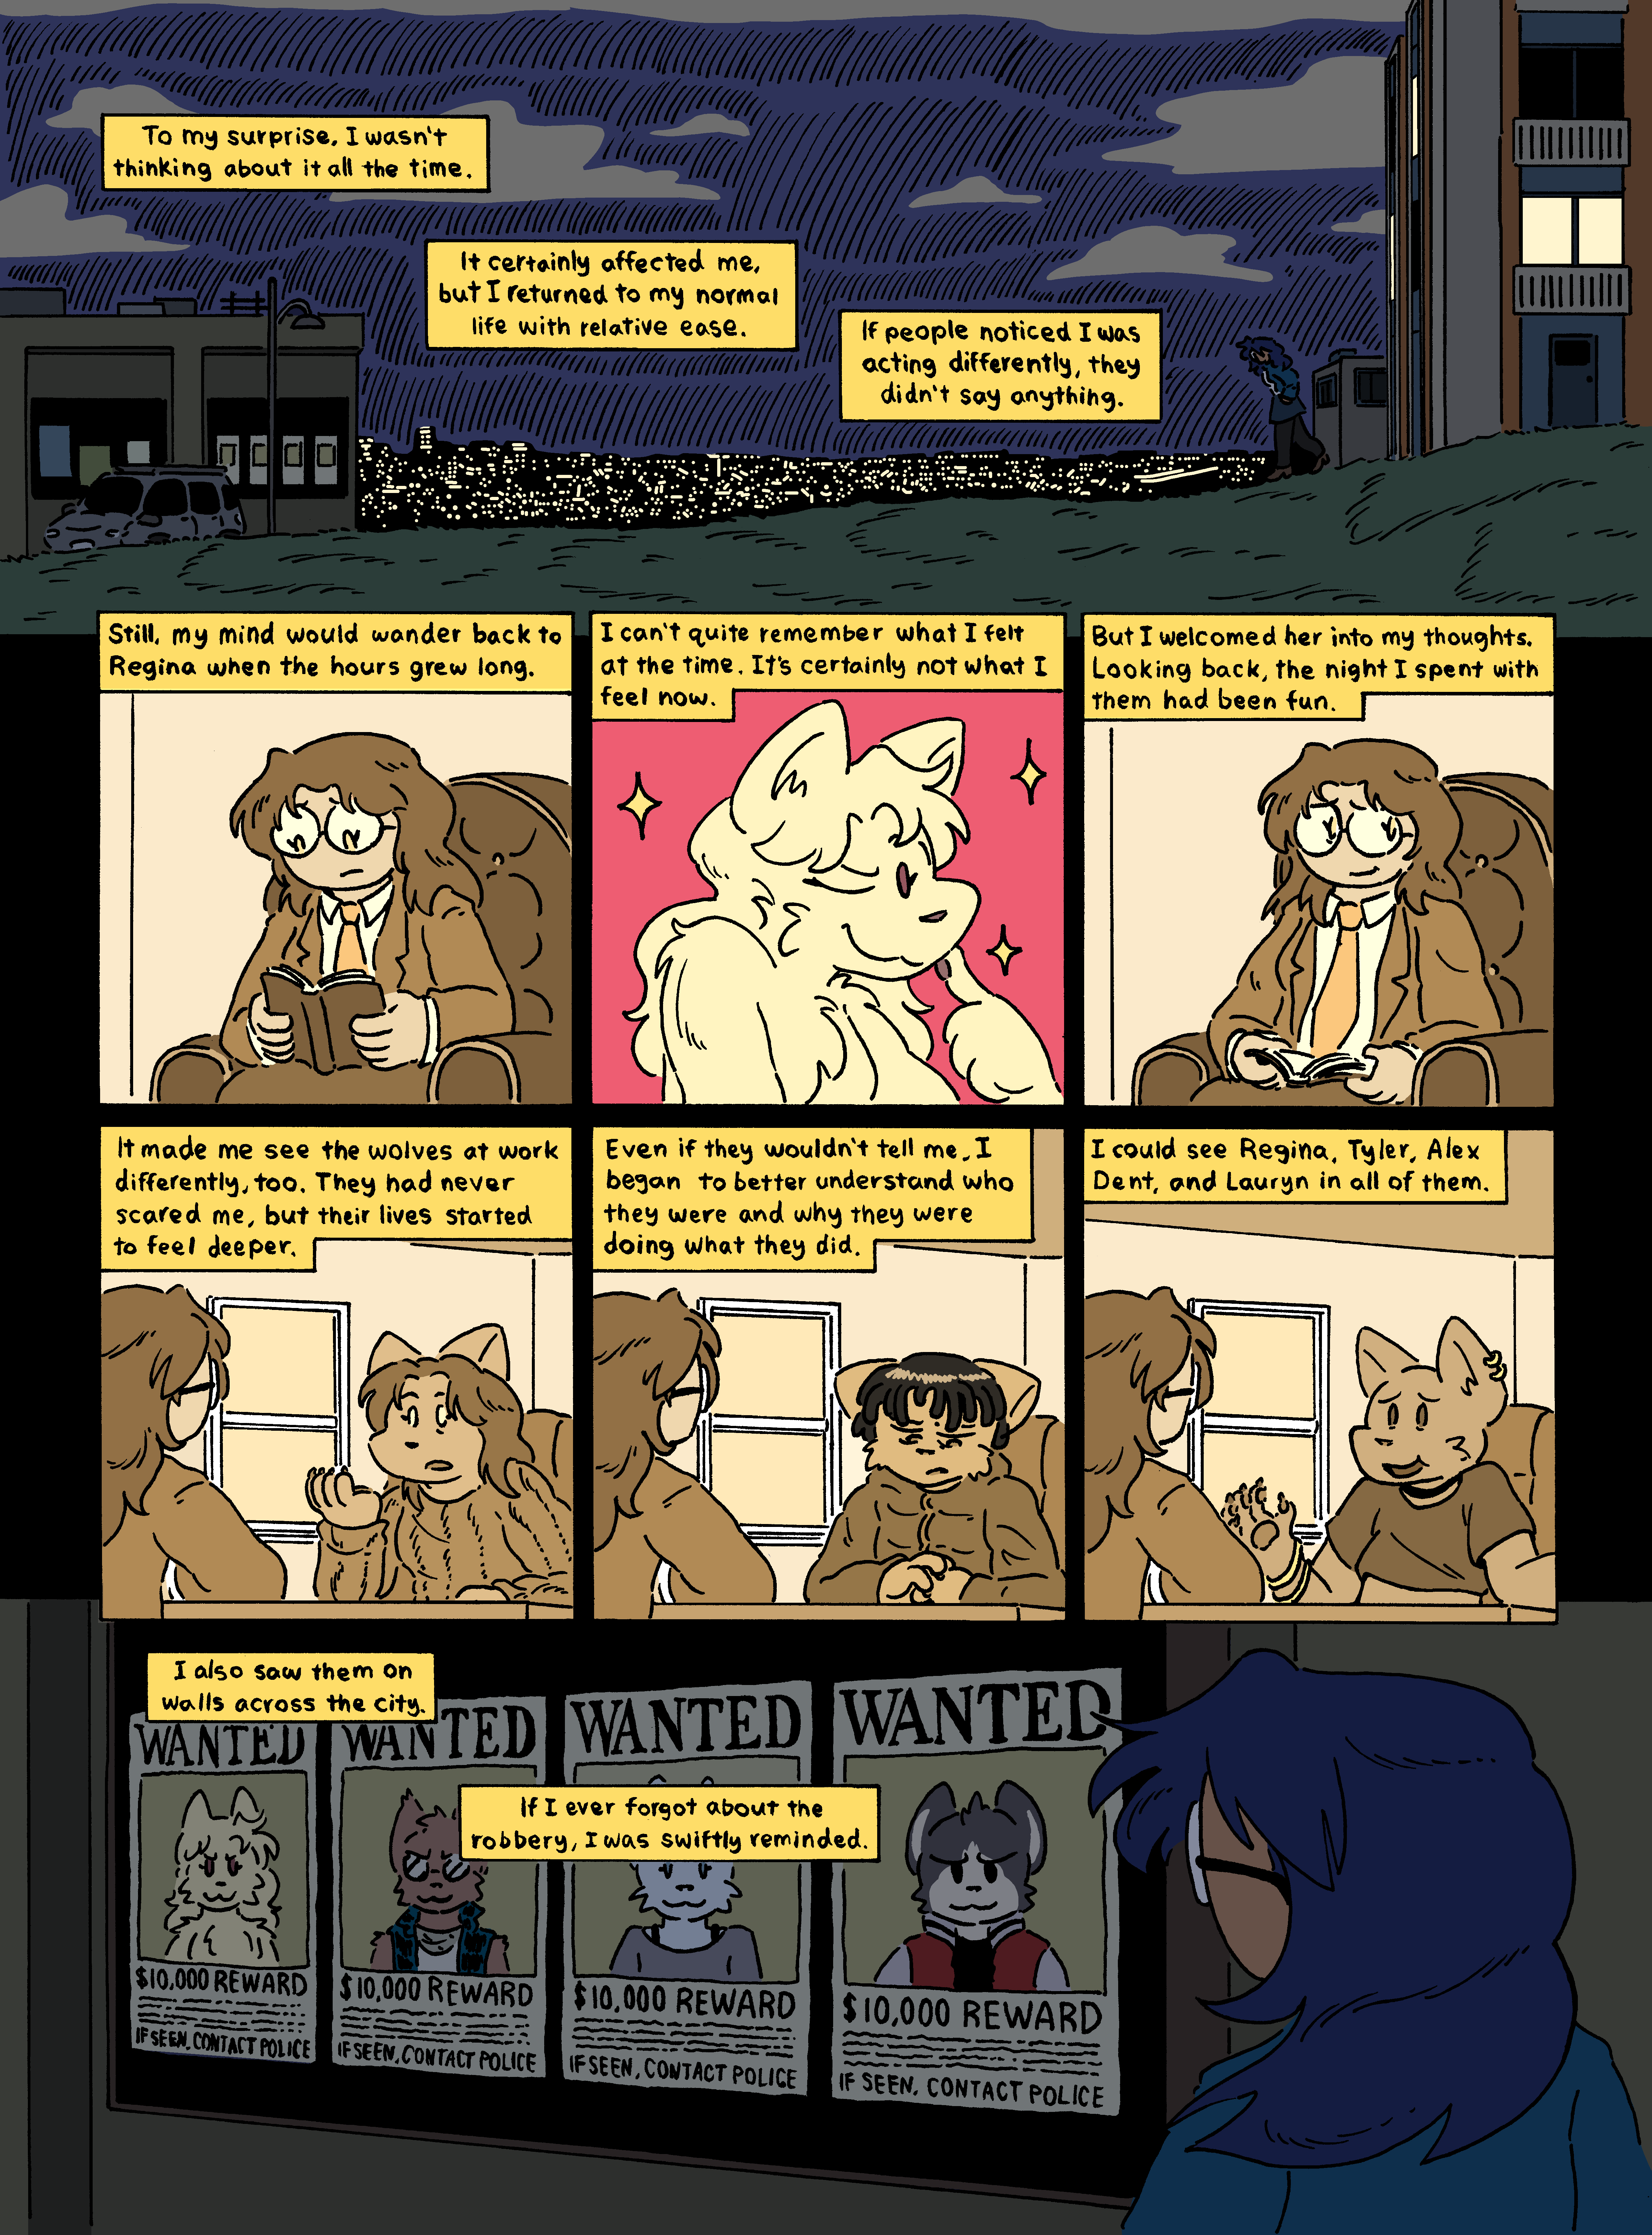 To my surprise, I wasn't
thinking about it all the time.
It certainly affected me,
but I returned to my normal
life with relative ease.
If people noticed I was
acting differently, they
didn't say anything.
Still, my mind would wander back to
Regina when the hours grew long.
I can't quite remember what I felt
at the time. It's certainly not what I
feel now.
But I welcomed her into my thoughts.
Looking back, the night I spent with
them had been fun.
It made me see the wolves at work
differently, too. They had never
scared me, but their lives started
to feel deeper.
Even if they wouldn't tell me, I
began to better understand who
they were and why they were
doing what they did.
I could see Regina, Tyler, Alex
Dent, and Lauryn in all of them.
I also saw them on
walls across the city.
WANTED
$10,000 REWARD
IF SEEN, CONTACT POLICE
WANTED
$10,000 REWARD
IF SEEN, CONTACT POLICE
WANTED
$10,000 REWARD
IF SEEN, CONTACT POLICE
WANTED
$10,000 REWARD
IF SEEN, CONTACT POLICE
If I ever forgot about the
robbery, I was swiftly reminded.